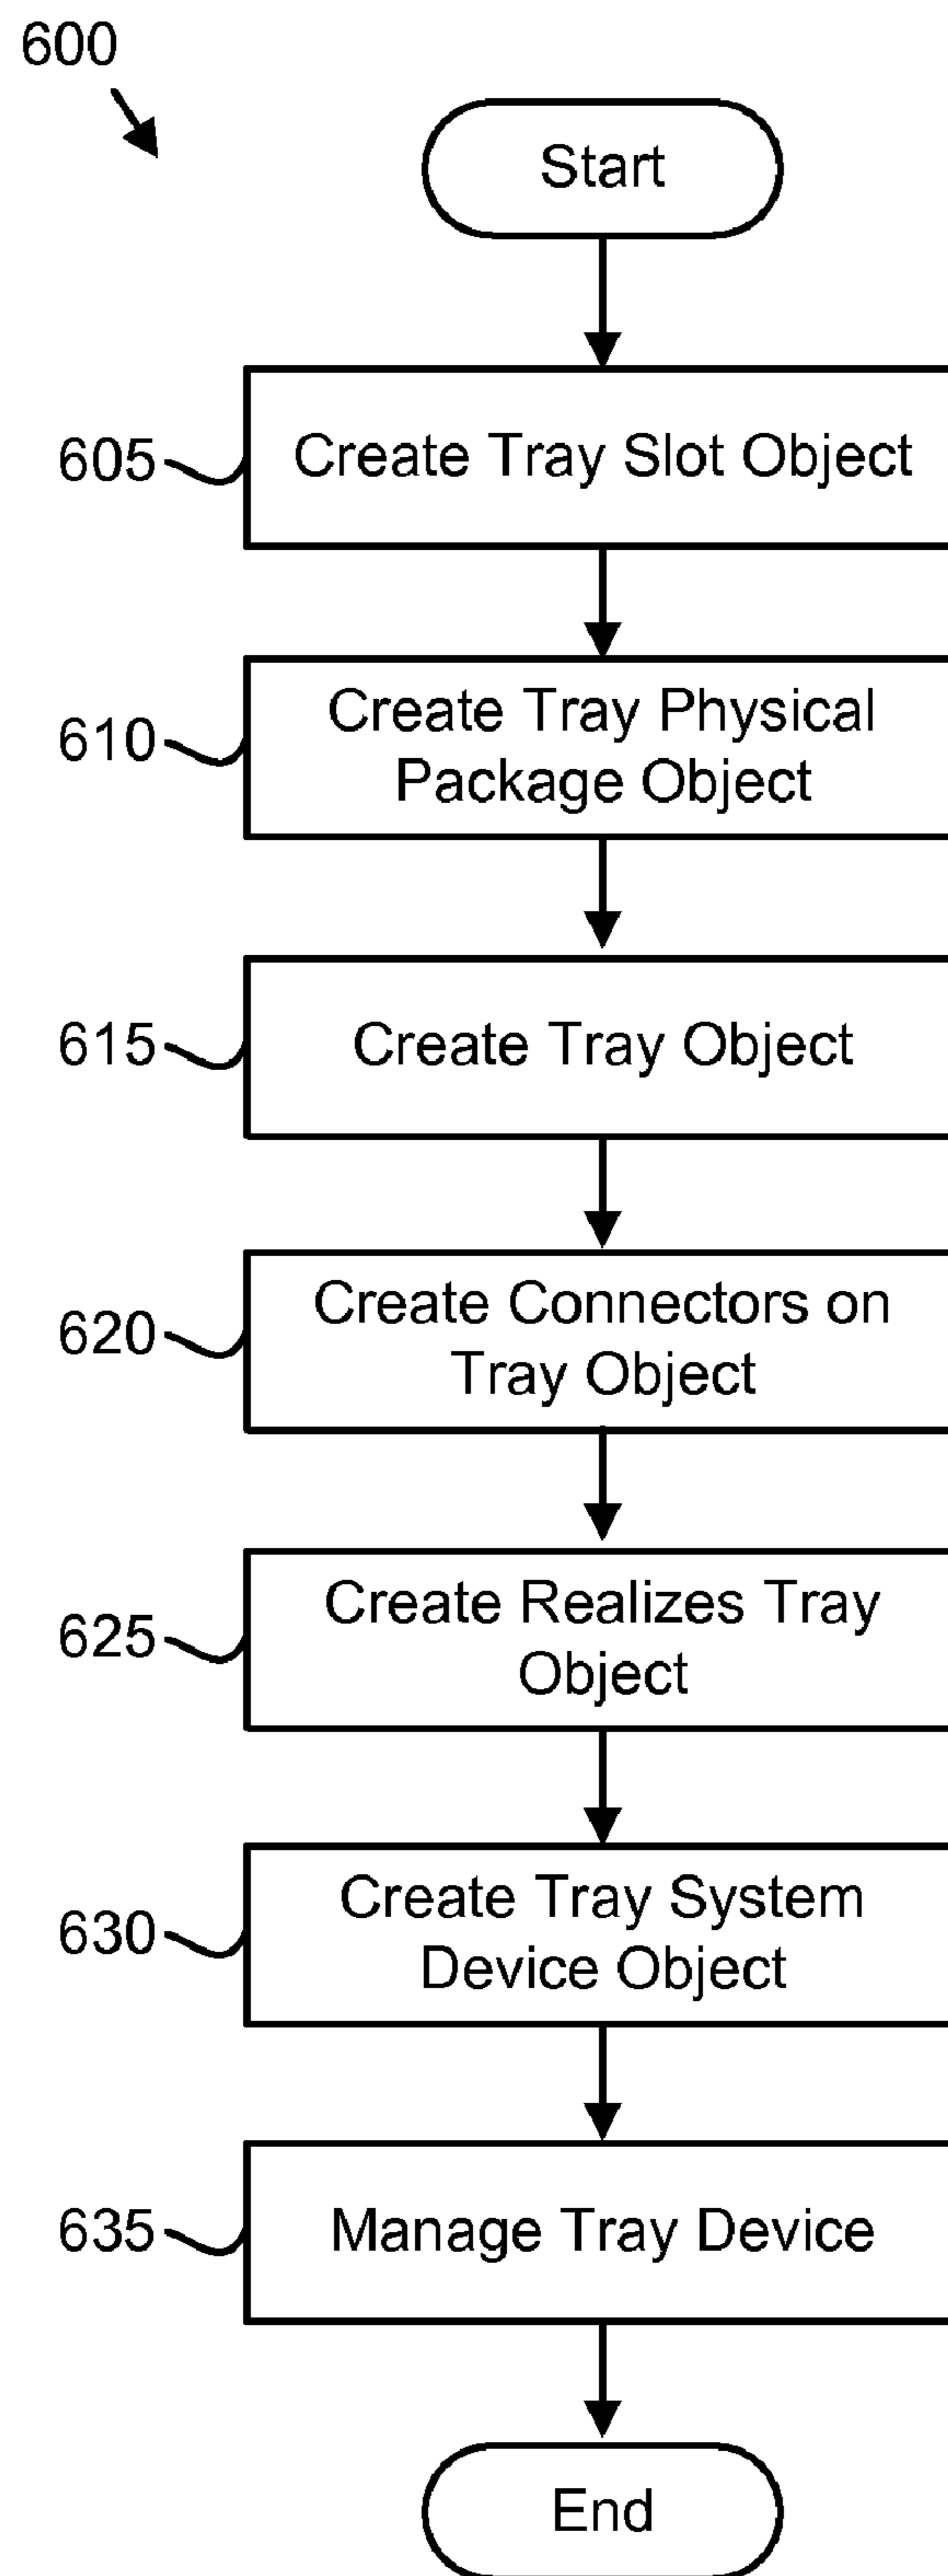 600
Start
605
Create Tray Slot Object
610
Create Tray Physical
Package Object
615
Create Tray Object
620
Create Connectors on
Tray Object
625
Create Realizes Tray
Object
630
Create Tray System
Device Object
635
Manage Tray Device
End